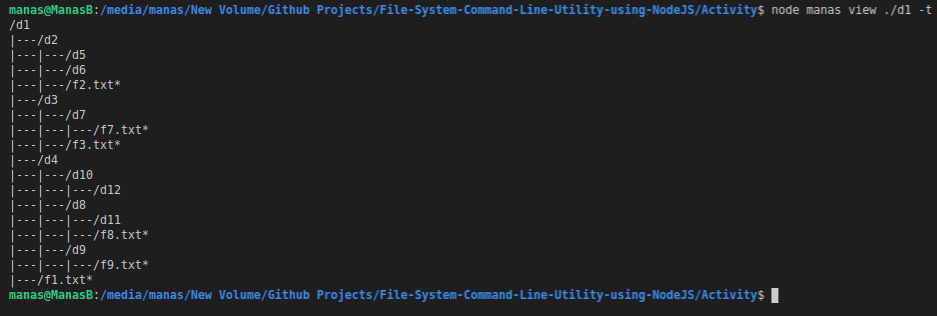 manas@ManasB:/media/manas/New Volume/Github Projects/File-System-Command-Line-Utility-using-NodeJS/Activity$ node manas view ./d1 -t
/d1
|---/d2
|---|---/d5
|---|---/d6
|---|---/f2.txt*
|---/d3
|---|---/d7
|---|---|---/f7.txt*
|---|---/f3.txt*
|---/d4
|---|---/d10
|---|---|---/d12
|---|---/d8
|---|---|---/d11
|---|---|---/f8.txt*
|---|---/d9
|---|---|---/f9.txt*
|---/f1.txt*
manas@ManasB:/media/manas/New Volume/Github Projects/File-System-Command-Line-Utility-using-NodeJS/Activity$